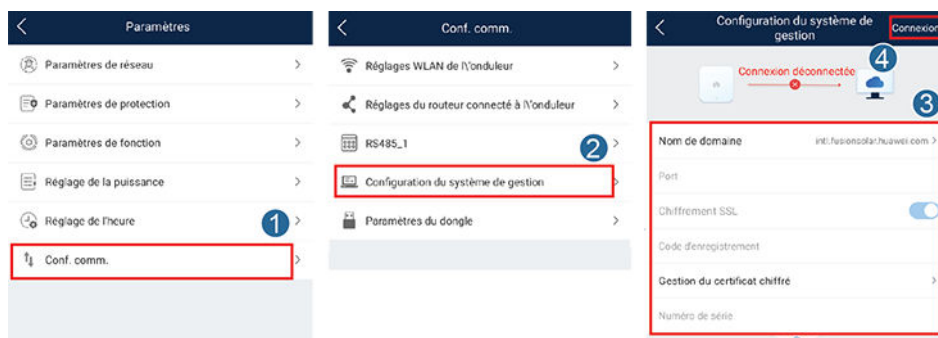 Paramètres
Paramètres de réseau
Paramètres de protection
Paramètres de fonction
Réglage de la puissance
Réglage de l'heure
1
Conf. comm.
Conf. comm.
Réglages WLAN de l\'onduleur
Réglages du routeur connecté à l\'onduleur
RS485_1
2
Configuration du système de gestion
Paramètres du dongle
Configuration du système de
gestion
Connexion
4
Connexion déconnectée
3
Nom de domaine intl.fusionsolar.huawei.com
Port
Chiffrement SSL
Code d'enregistrement
Gestion du certificat chiffré
Numéro de série